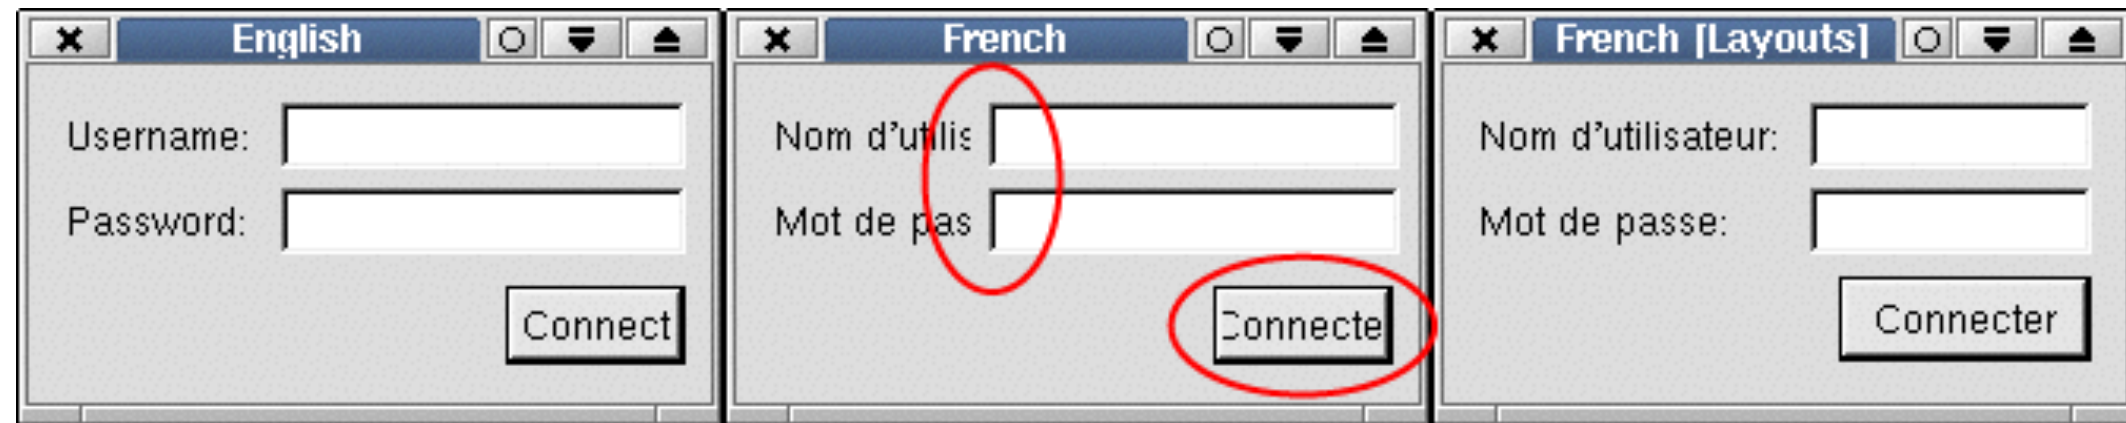 English
Username:
Password:
Connect
French
Nom d'utilis
Mot de pas
Connecte
French [Layouts]
Nom d'utilisateur:
Mot de passe:
Connecter